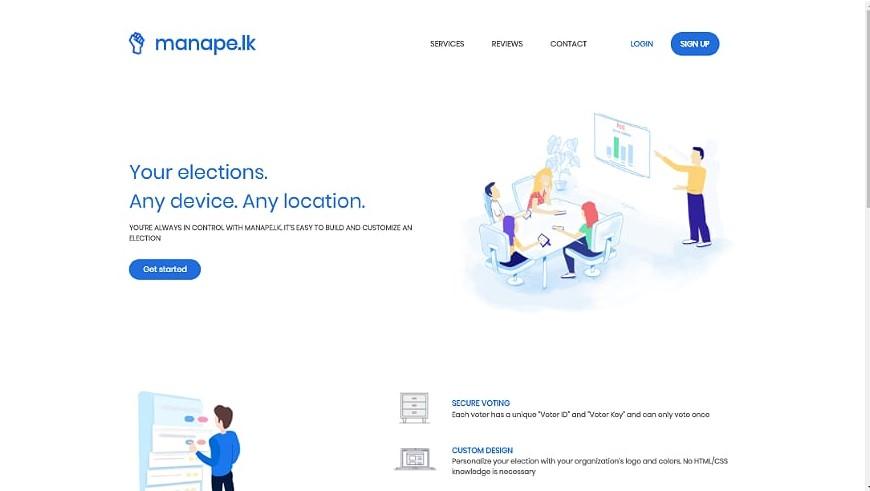 manape.lk
SERVICES
REVIEWS
CONTACT
LOGIN
SIGN UP
Your elections.
Any device. Any location.
YOU'RE ALWAYS IN CONTROL WITH MANAPE.LK. IT'S EASY TO BUILD AND CUSTOMIZE AN
ELECTION
Get started
SECURE VOTING
Each voter has a unique "Voter ID" and "Voter Key" and can only vote once
CUSTOM DESIGN
Personalize your election with your organization's logo and colors. No HTML/CSS
knowledge is necessary